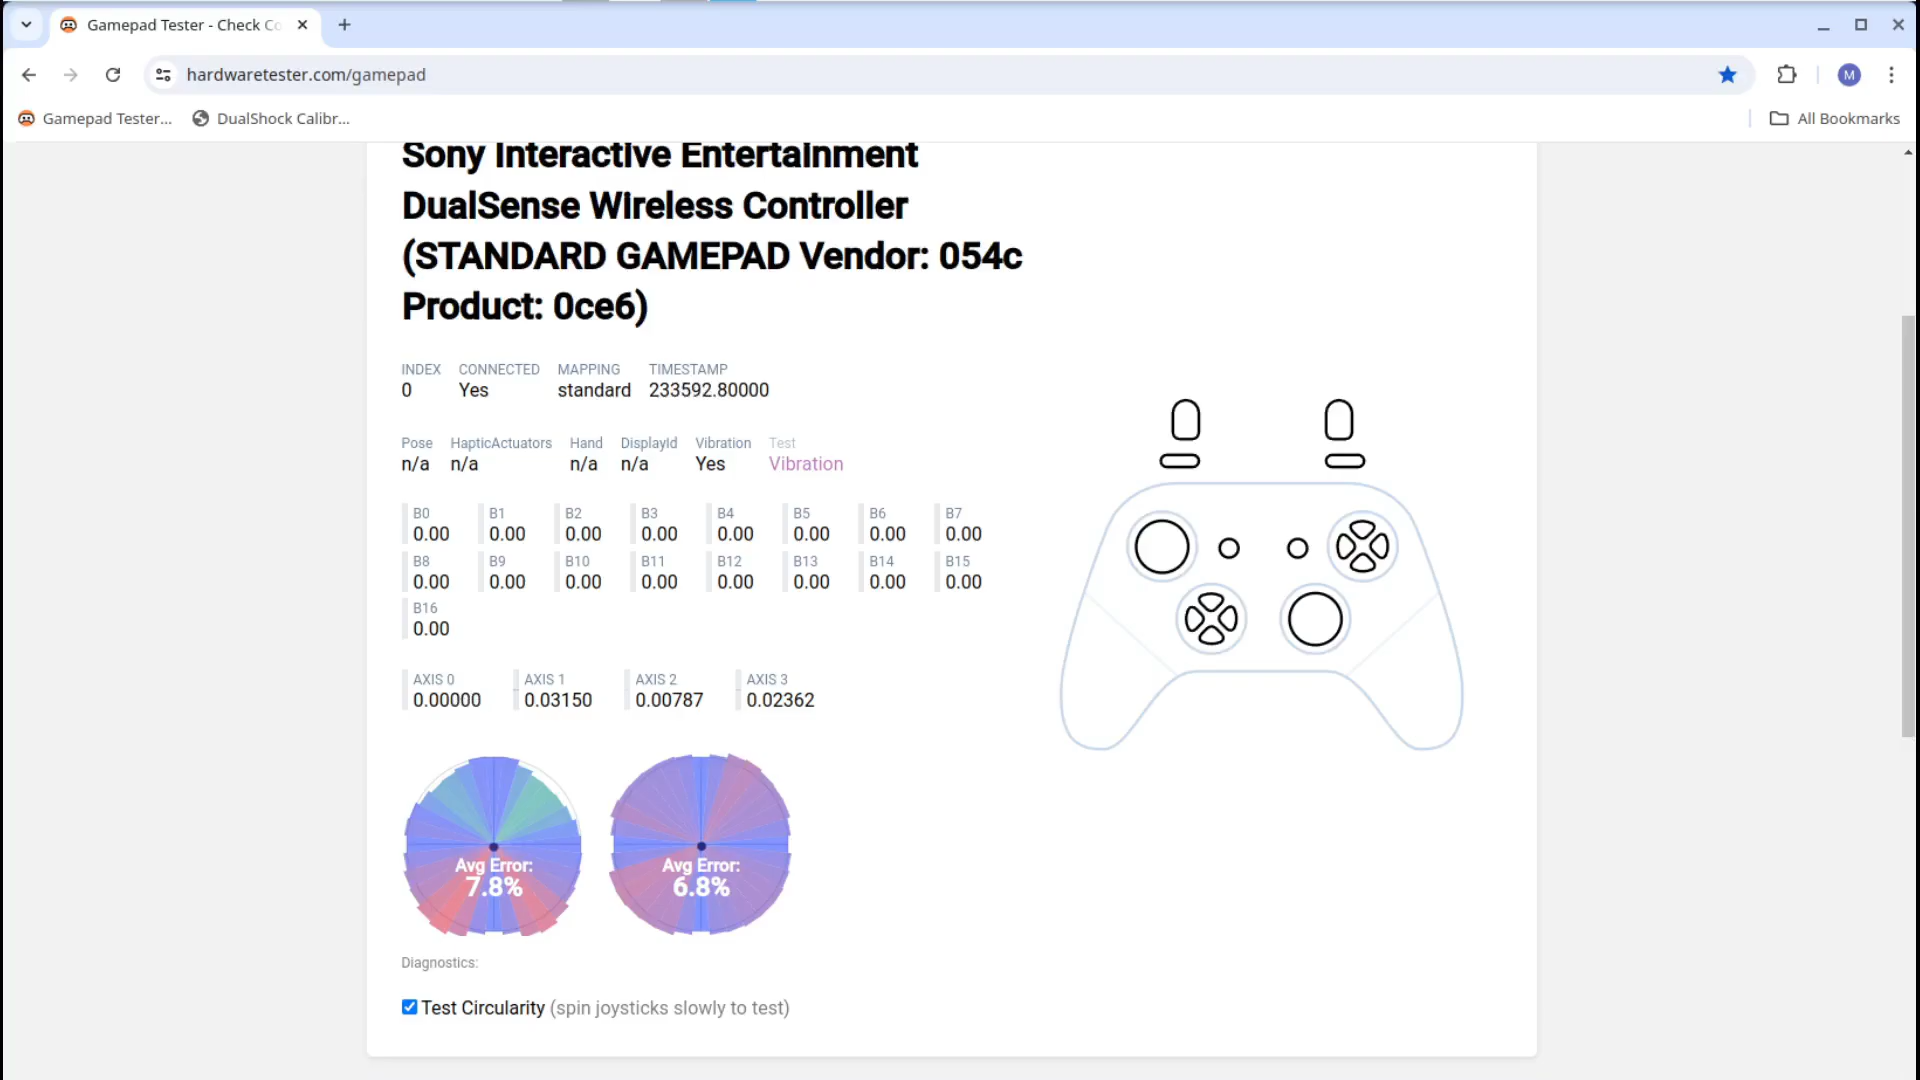 Gamepad Tester - Check Co
hardwaretester.com/gamepad
M
Gamepad Tester...
DualShock Calibr...
All Bookmarks
Sony Interactive Entertainment
DualSense Wireless Controller
(STANDARD GAMEPAD Vendor: 054c
Product: 0ce6)
INDEX CONNECTED MAPPING TIMESTAMP
0 Yes standard 233592.80000
Pose HapticActuators Hand DisplayId Vibration Test
n/a n/a n/a n/a Yes Vibration
B0 B1 B2 B3 B4 B5 B6 B7
0.00 0.00 0.00 0.00 0.00 0.00 0.00 0.00
B8 B9 B10 B11 B12 B13 B14 B15
0.00 0.00 0.00 0.00 0.00 0.00 0.00 0.00
B16
0.00
AXIS 0 AXIS 1 AXIS 2 AXIS 3
0.00000 0.03150 0.00787 0.02362
Avg Error: Avg Error:
7.8% 6.8%
Diagnostics:
Test Circularity (spin joysticks slowly to test)